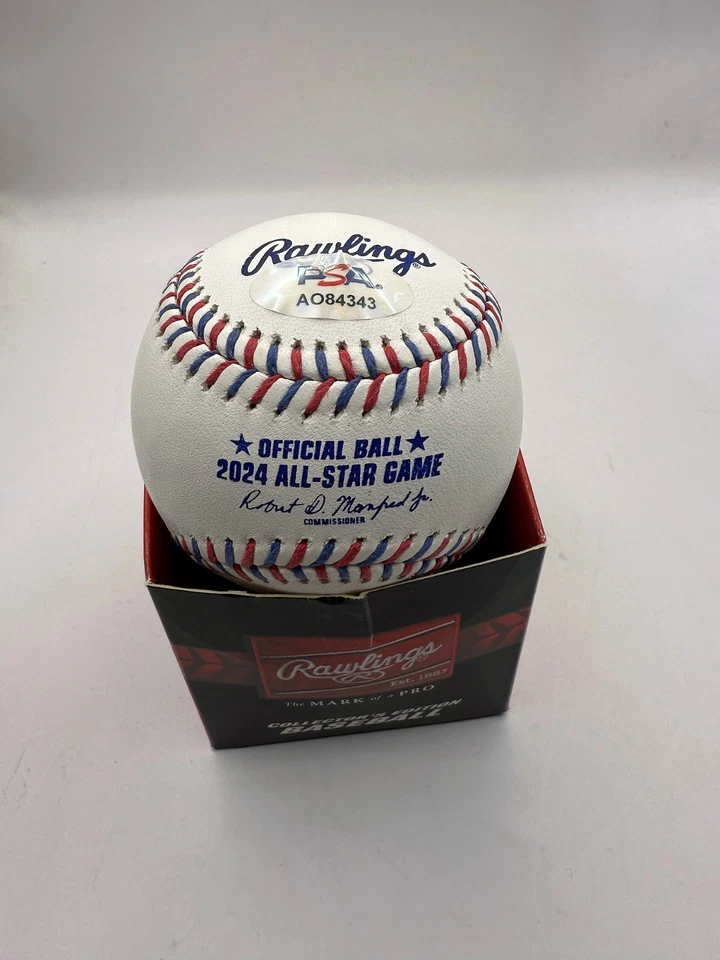 Rawlings®
PSA®
AO84343
★ OFFICIAL BALL ★
2024 ALL-STAR GAME
Robert D. Manfred Jr.
COMMISSIONER
Rawlings®
R
EST. 1887
The MARK of a PRO
COLLECTOR'S EDITION
BASEBALL